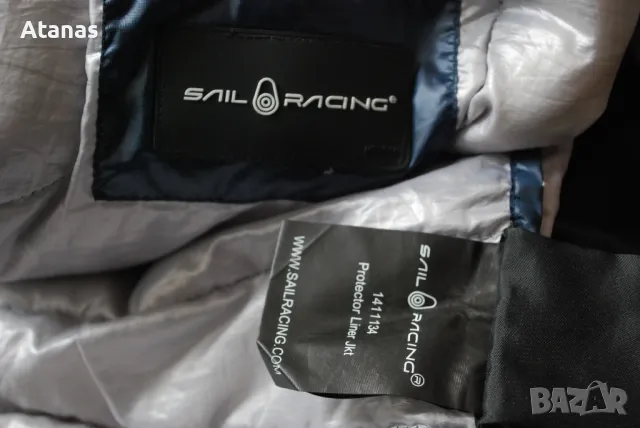 Atanas
SAIL RACING®
SAIL RACING®
1411134
Protector Liner Jkt
WWW.SAILRACING.COM
BAZAR